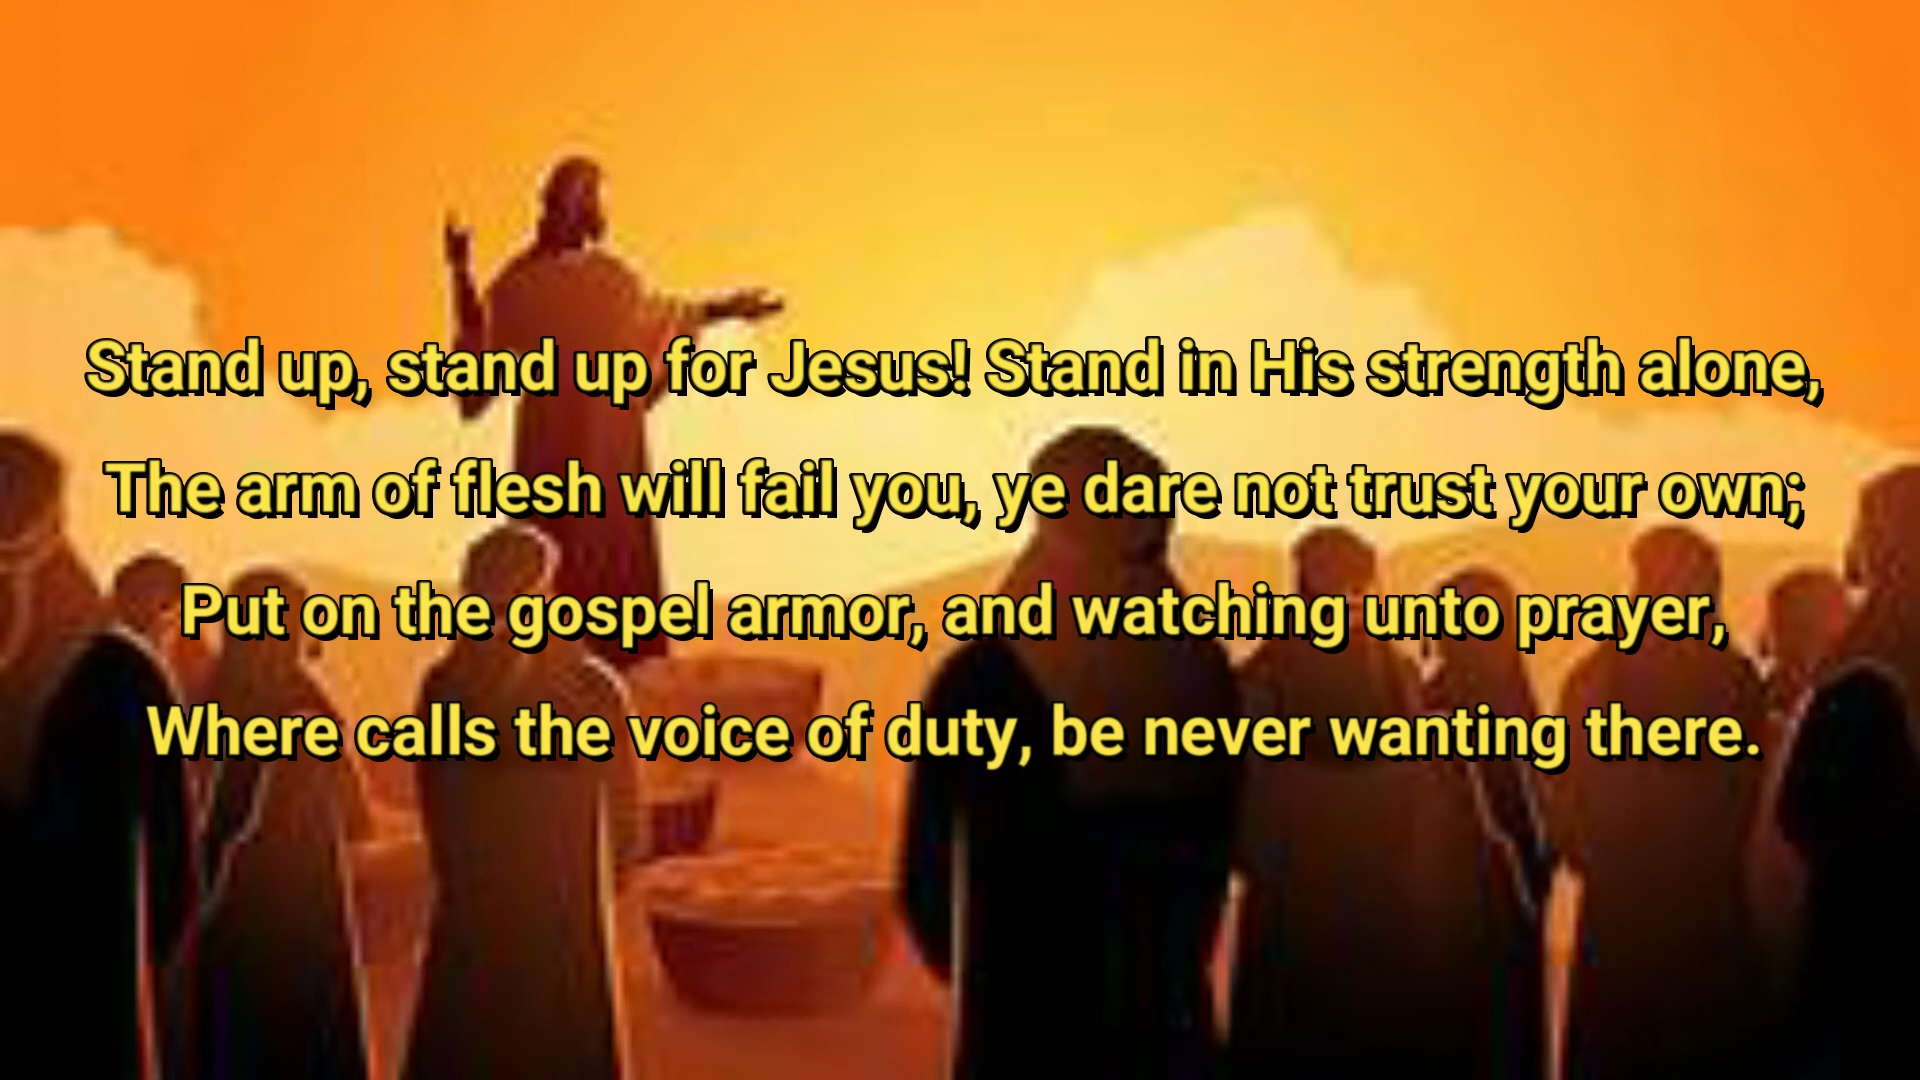 Stand up, stand up for Jesus! Stand in His strength alone,
The arm of flesh will fail you, ye dare not trust your own;
Put on the gospel armor, and watching unto prayer,
Where calls the voice of duty, be never wanting there.